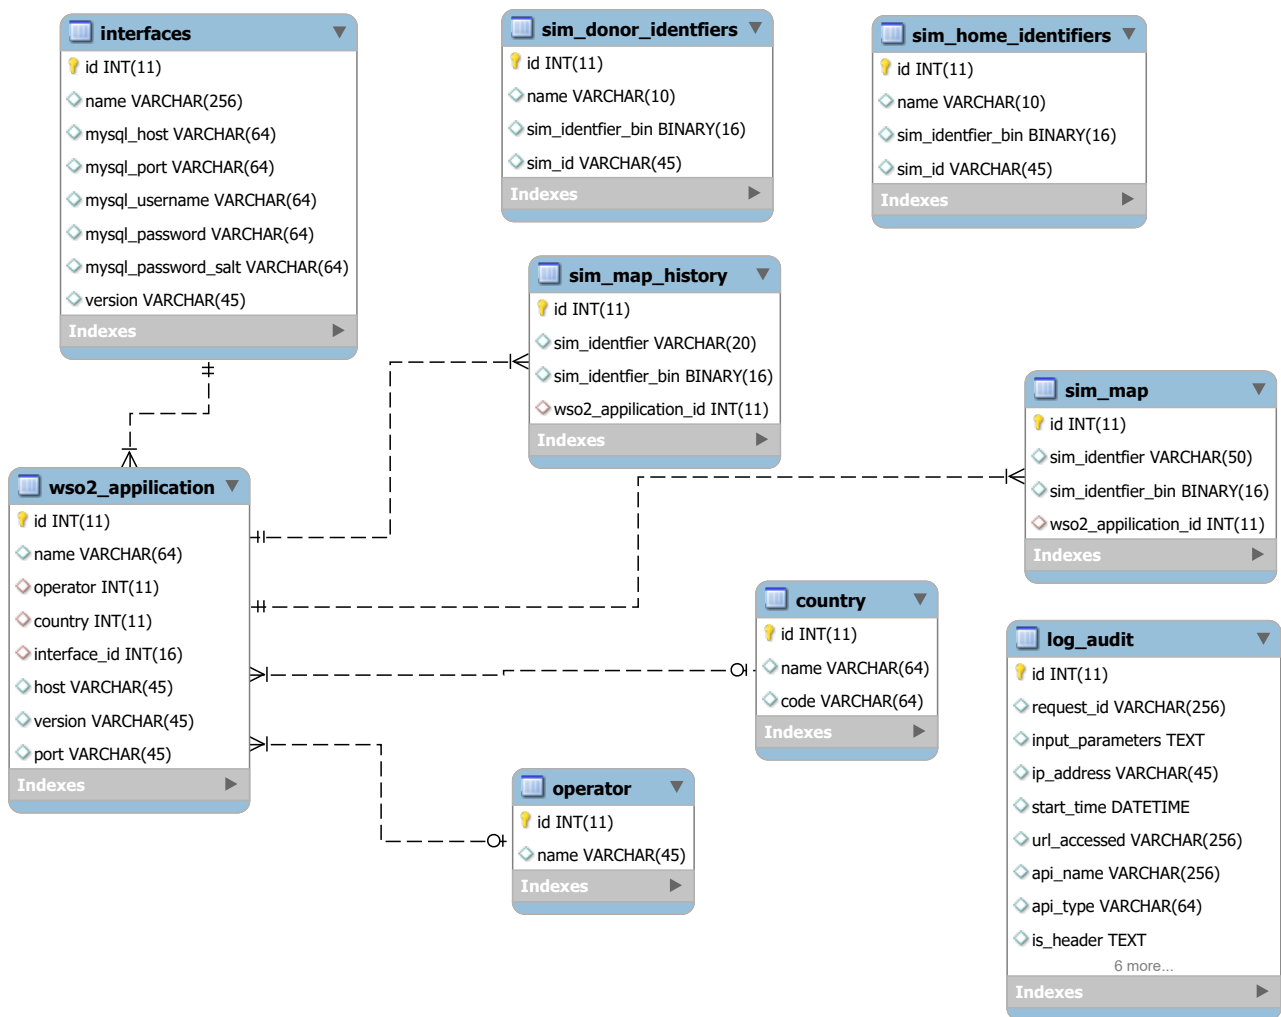 interfaces
id INT(11)
name VARCHAR(256)
mysql_host VARCHAR(64)
mysql_port VARCHAR(64)
mysql_username VARCHAR(64)
mysql_password VARCHAR(64)
mysql_password_salt VARCHAR(64)
version VARCHAR(45)
Indexes
sim_donor_identfiers
id INT(11)
name VARCHAR(10)
sim_identfier_bin BINARY(16)
sim_id VARCHAR(45)
Indexes
sim_home_identifiers
id INT(11)
name VARCHAR(10)
sim_identfier_bin BINARY(16)
sim_id VARCHAR(45)
Indexes
sim_map_history
id INT(11)
sim_identfier VARCHAR(20)
sim_identfier_bin BINARY(16)
wso2_appilication_id INT(11)
Indexes
sim_map
id INT(11)
sim_identfier VARCHAR(50)
sim_identfier_bin BINARY(16)
wso2_appilication_id INT(11)
Indexes
wso2_appilication
id INT(11)
name VARCHAR(64)
operator INT(11)
country INT(11)
interface_id INT(16)
host VARCHAR(45)
version VARCHAR(45)
port VARCHAR(45)
Indexes
country
id INT(11)
name VARCHAR(64)
code VARCHAR(64)
Indexes
operator
id INT(11)
name VARCHAR(45)
Indexes
log_audit
id INT(11)
request_id VARCHAR(256)
input_parameters TEXT
ip_address VARCHAR(45)
start_time DATETIME
url_accessed VARCHAR(256)
api_name VARCHAR(256)
api_type VARCHAR(64)
is_header TEXT
6 more...
Indexes